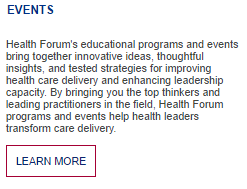 EVENTS
Health Forum's educational programs and events
bring together innovative ideas, thoughtful
insights, and tested strategies for improving
health care delivery and enhancing leadership
capacity. By bringing you the top thinkers and
leading practitioners in the field, Health Forum
programs and events help health leaders
transform care delivery.
LEARN MORE